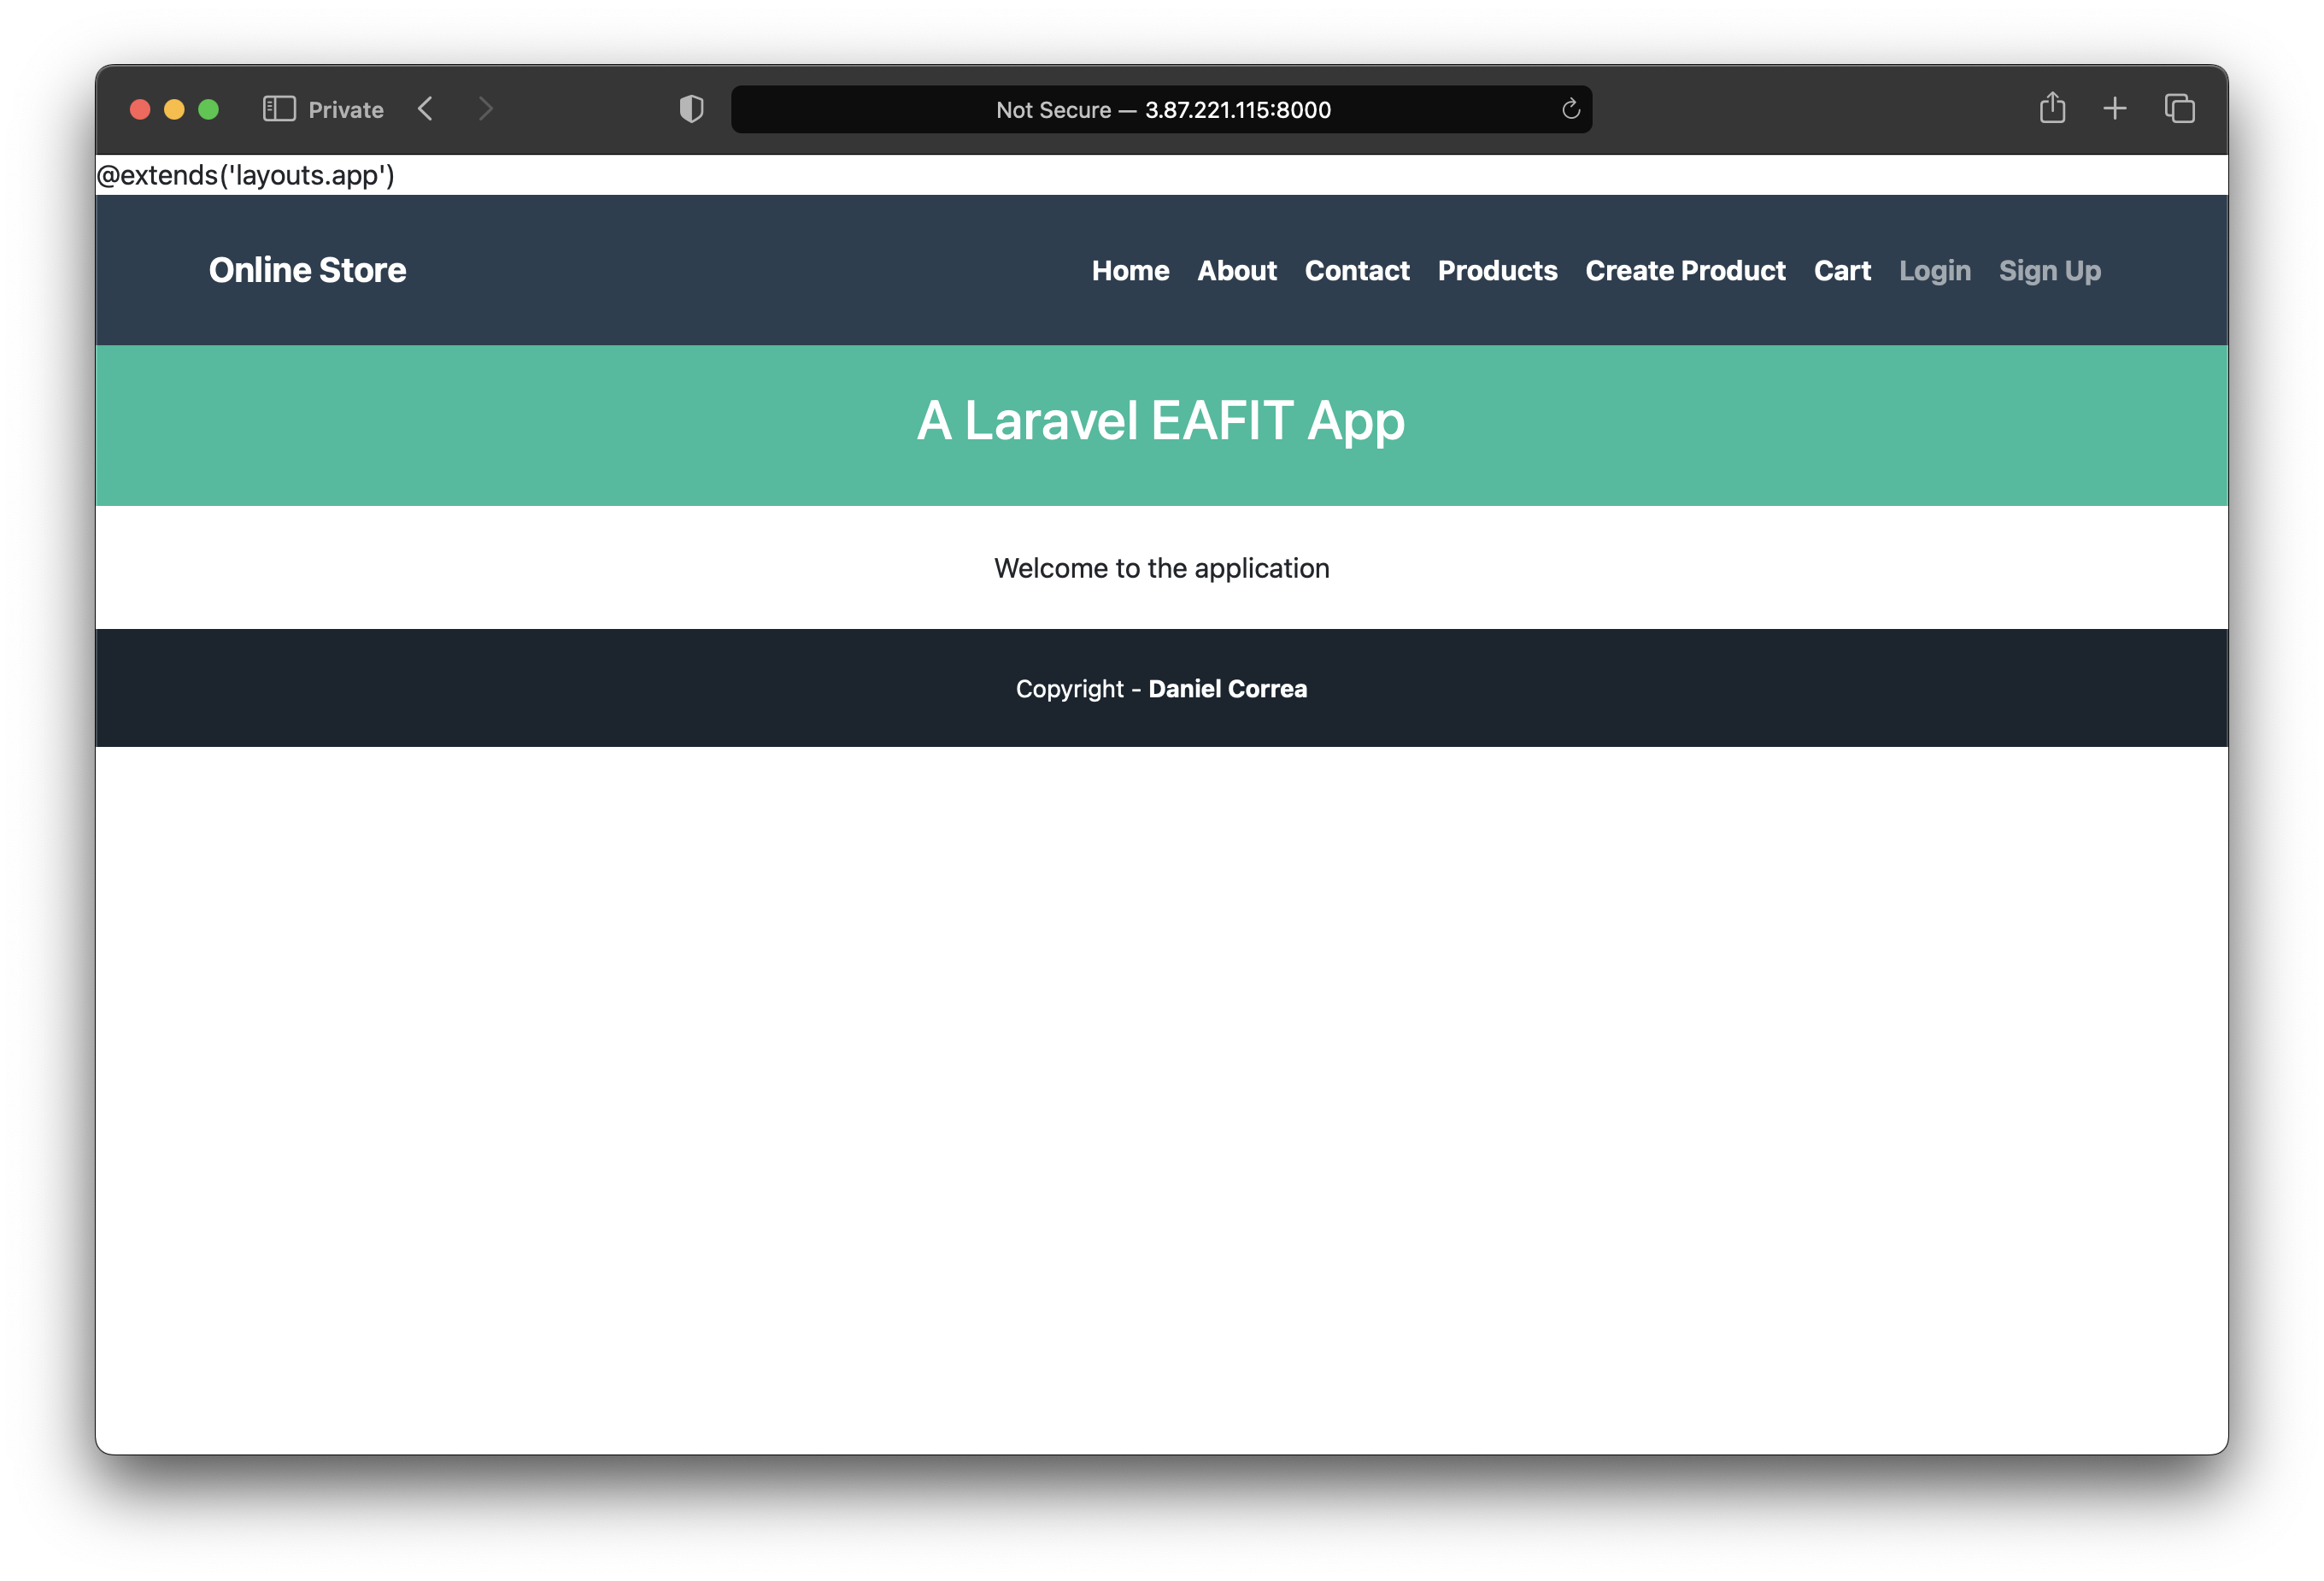 Private
Not Secure — 3.87.221.115:8000
@extends('layouts.app')
Online Store
Home About Contact Products Create Product Cart Login Sign Up
A Laravel EAFIT App
Welcome to the application
Copyright - Daniel Correa